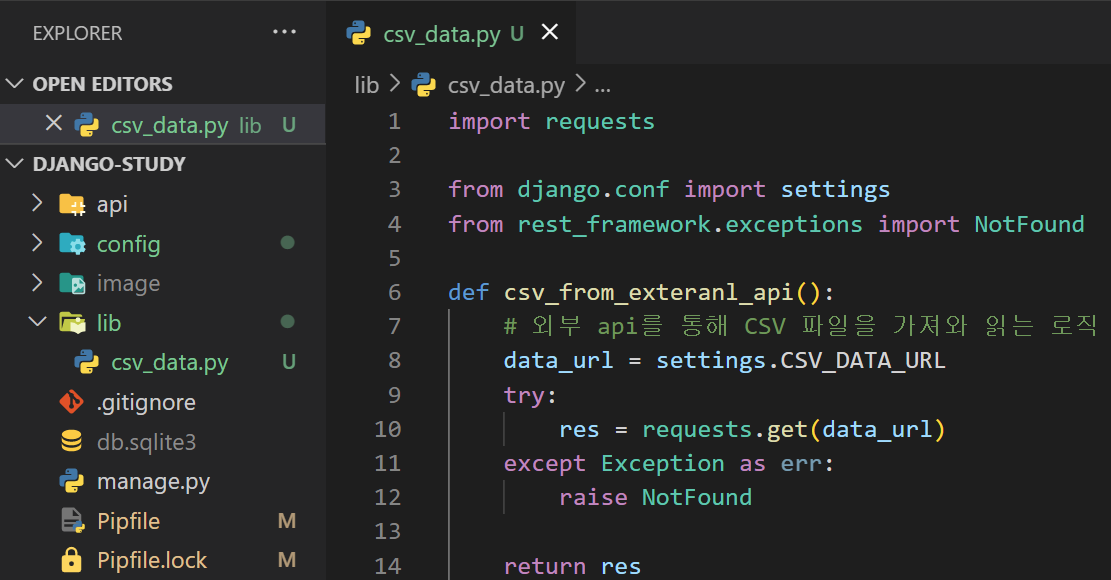 EXPLORER ...
OPEN EDITORS
csv_data.py lib U
DJANGO-STUDY
api
config
image
lib
csv_data.py U
.gitignore
db.sqlite3
manage.py
Pipfile M
Pipfile.lock M
csv_data.py U
lib > csv_data.py > ...
1 import requests
2
3 from django.conf import settings
4 from rest_framework.exceptions import NotFound
5
6 def csv_from_exteranl_api():
7 # 외부 api를 통해 CSV 파일을 가져와 읽는 로직
8 data_url = settings.CSV_DATA_URL
9 try:
10 res = requests.get(data_url)
11 except Exception as err:
12 raise NotFound
13
14 return res